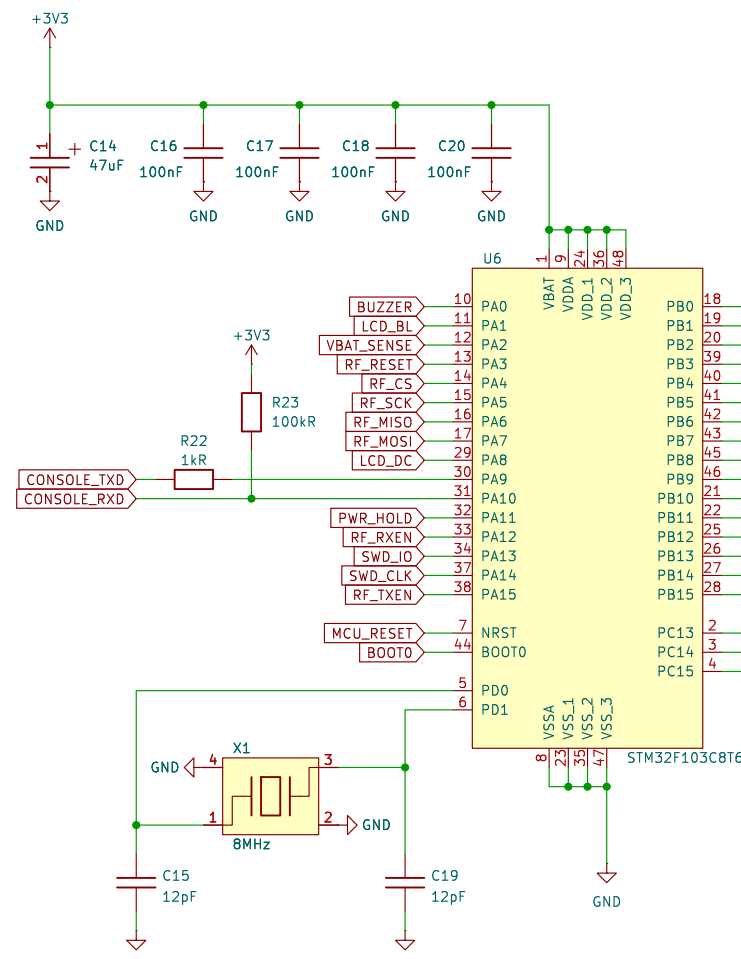 +3V3
1
2
C14
47uF
GND
C16
100nF
GND
C17
100nF
GND
C18
100nF
GND
C20
100nF
GND
U6
1 9 24 36 48
VBAT VDDA VDD_1 VDD_2 VDD_3
BUZZER 10 PA0 PB0 18
LCD_BL 11 PA1 PB1 19
VBAT_SENSE 12 PA2 PB2 20
RF_RESET 13 PA3 PB3 39
RF_CS 14 PA4 PB4 40
RF_SCK 15 PA5 PB5 41
RF_MISO 16 PA6 PB6 42
RF_MOSI 17 PA7 PB7 43
LCD_DC 29 PA8 PB8 45
+3V3
R23
100kR
R22
1kR
CONSOLE_TXD 30 PA9 PB9 46
CONSOLE_RXD 31 PA10 PB10 21
PWR_HOLD 32 PA11 PB11 22
RF_RXEN 33 PA12 PB12 25
SWD_IO 34 PA13 PB13 26
SWD_CLK 37 PA14 PB14 27
RF_TXEN 38 PA15 PB15 28
MCU_RESET 7 NRST PC13 2
BOOT0 44 BOOT0 PC14 3
PC15 4
5 PD0
6 PD1
VSSA VSS_1 VSS_2 VSS_3
8 23 35 47
STM32F103C8T6
GND
X1
GND 4 3
1 2 GND
8MHz
C15
12pF
C19
12pF